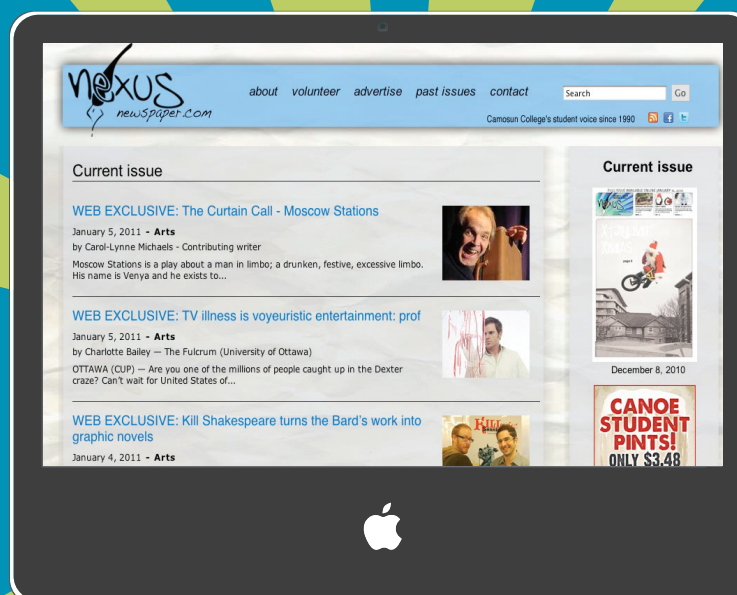 nexus
newspaper.com
about volunteer advertise past issues contact
Search Go
Camosun College's student voice since 1990
Current issue
WEB EXCLUSIVE: The Curtain Call - Moscow Stations
January 5, 2011 - Arts
by Carol-Lynne Michaels - Contributing writer
Moscow Stations is a play about a man in limbo; a drunken, festive, excessive limbo.
His name is Venya and he exists to...
WEB EXCLUSIVE: TV illness is voyeuristic entertainment: prof
January 5, 2011 - Arts
by Charlotte Bailey — The Fulcrum (University of Ottawa)
OTTAWA (CUP) — Are you one of the millions of people caught up in the Dexter
craze? Can't wait for United States of...
WEB EXCLUSIVE: Kill Shakespeare turns the Bard's work into
graphic novels
January 4, 2011 - Arts
KILL
Current issue
December 8, 2010
CANOE
STUDENT
PINTS!
ONLY $3.48